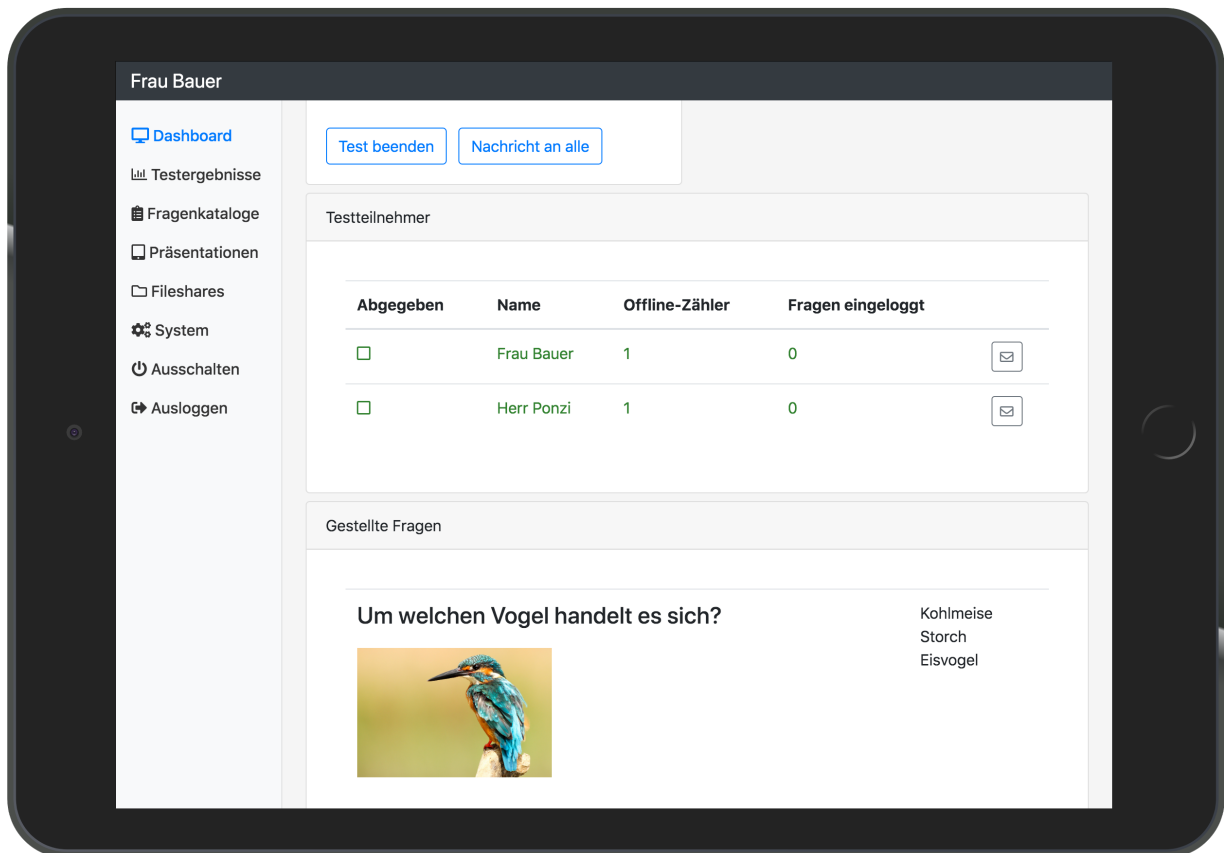 Frau Bauer
Dashboard
Testergebnisse
Fragenkataloge
Präsentationen
Fileshares
System
Ausschalten
Ausloggen
Test beenden Nachricht an alle
Testteilnehmer
Abgegeben Name Offline-Zähler Fragen eingeloggt
Frau Bauer 1 0
Herr Ponzi 1 0
Gestellte Fragen
Um welchen Vogel handelt es sich?
Kohlmeise
Storch
Eisvogel